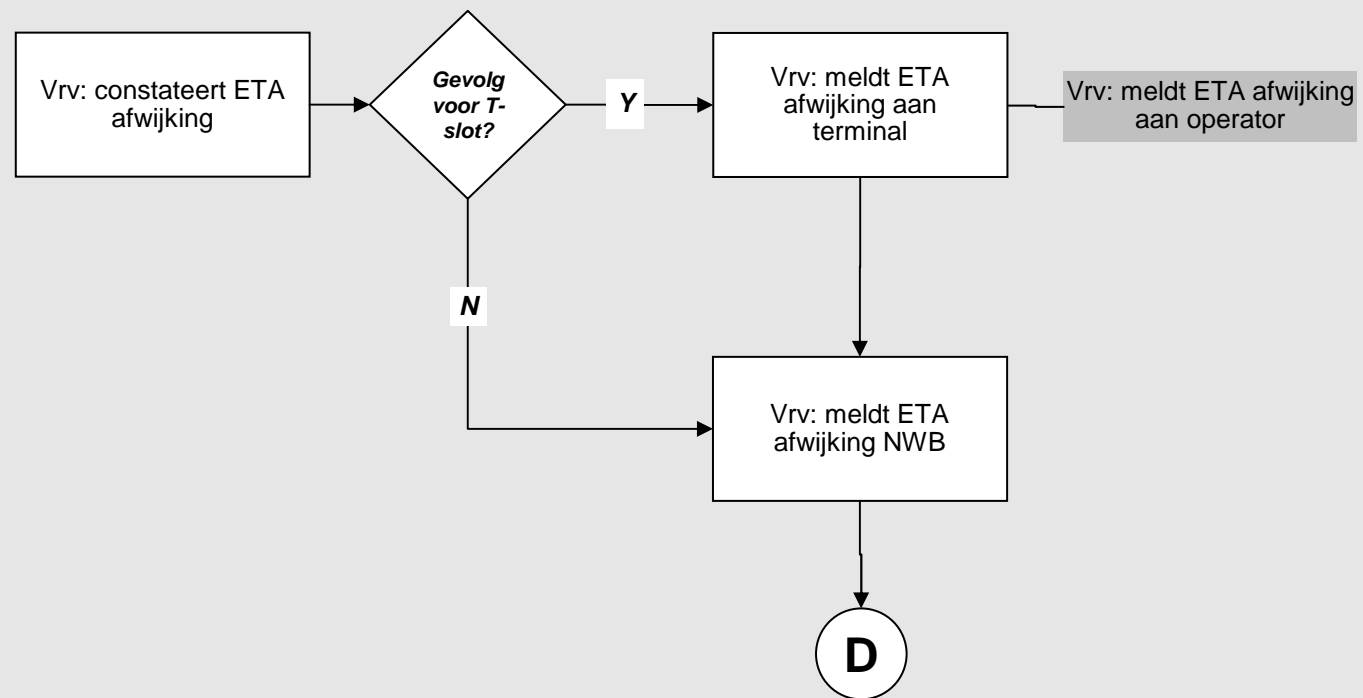 Vrv: constateert ETA
afwijking
Gevolg
voor T-
slot?
Y
Vrv: meldt ETA
afwijking aan
terminal
Vrv: meldt ETA afwijking
aan operator
N
Vrv: meldt ETA
afwijking NWB
D